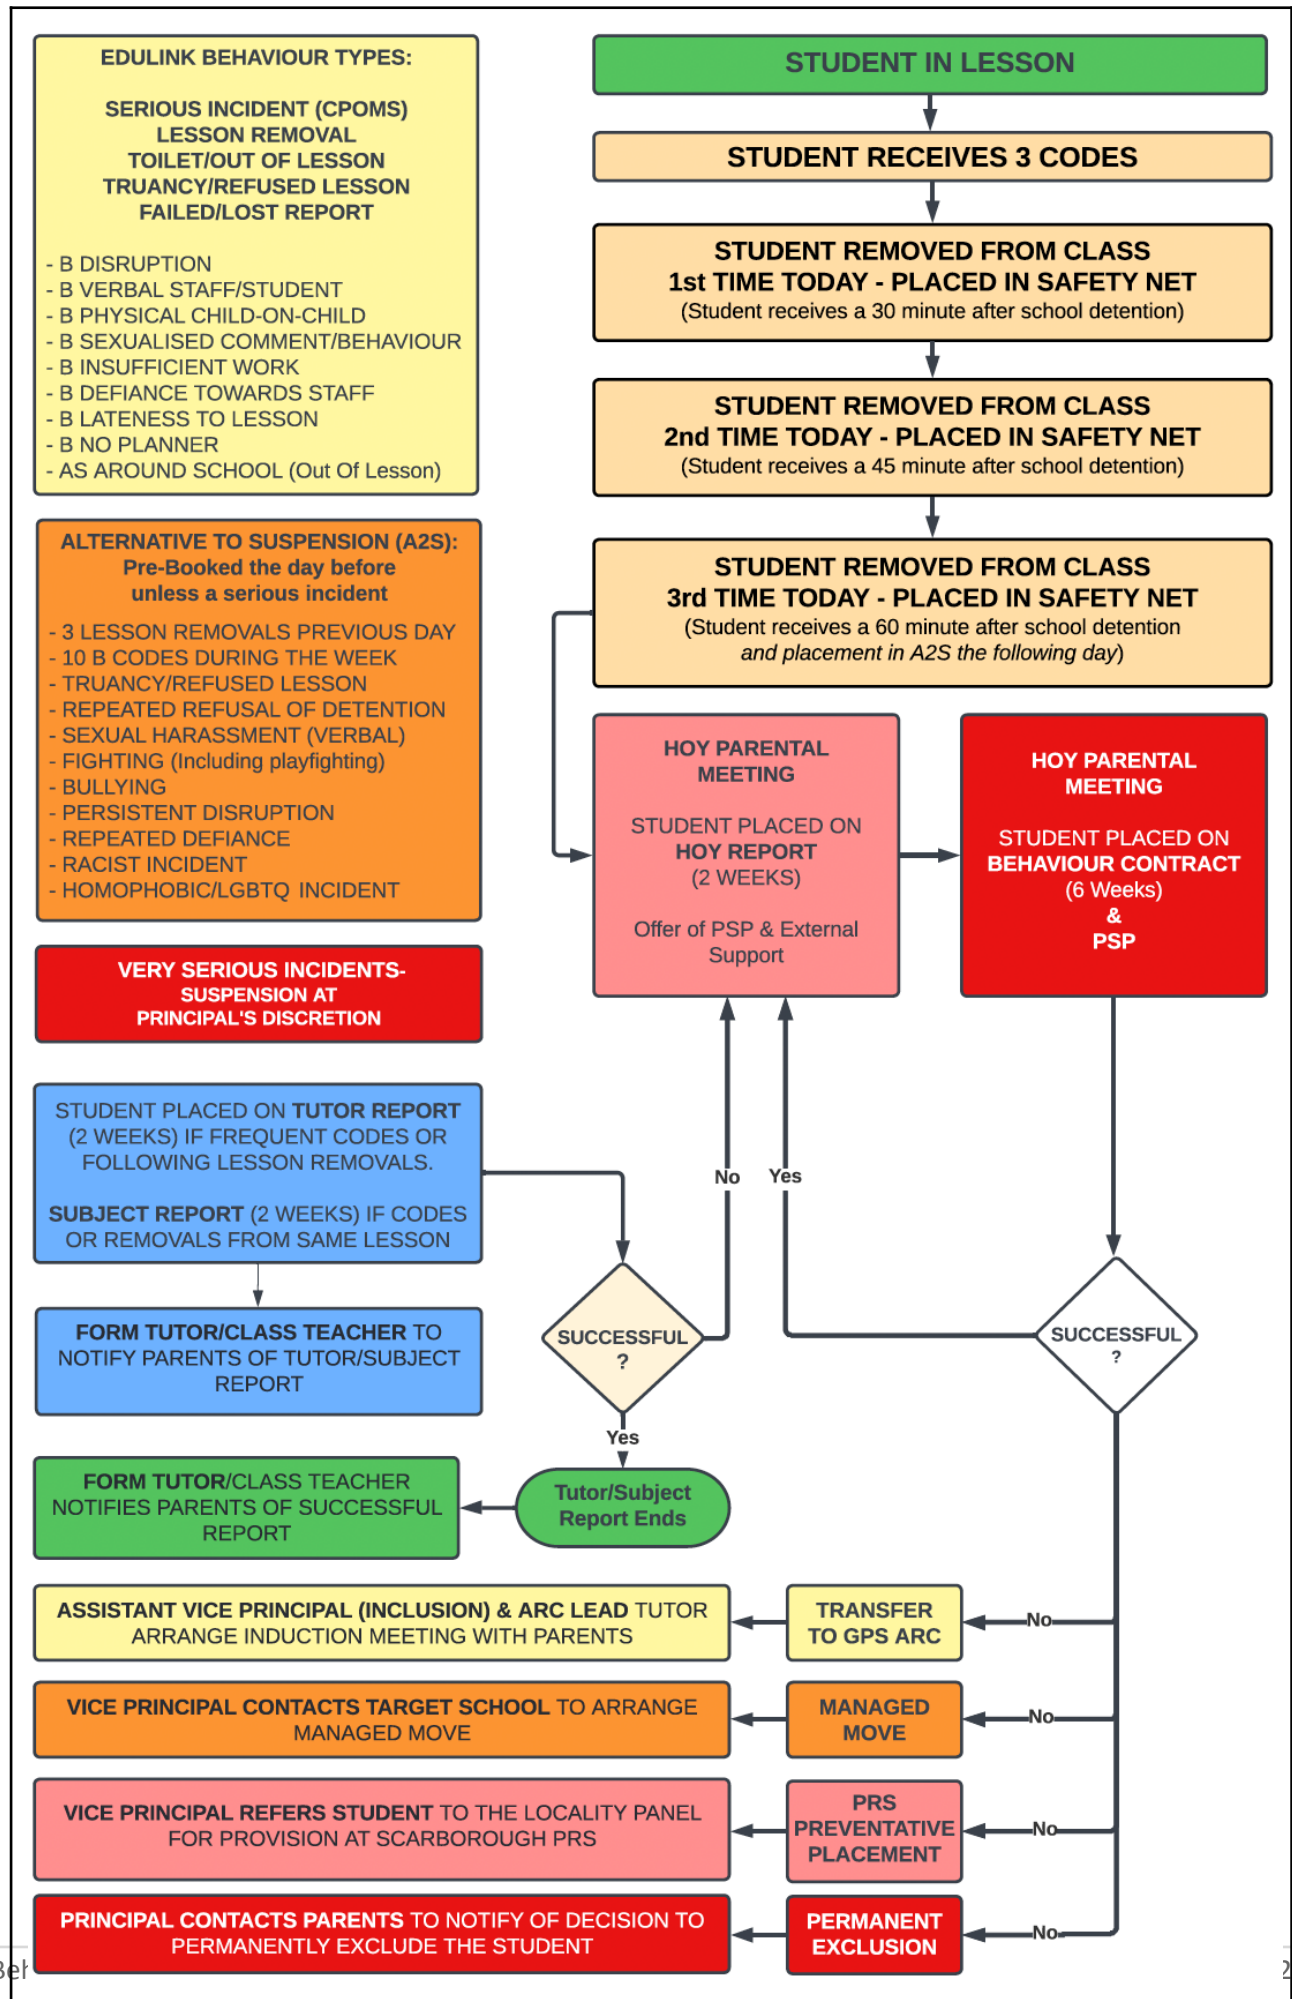 EDULINK BEHAVIOUR TYPES:
SERIOUS INCIDENT (CPOMS)
LESSON REMOVAL
TOILET/OUT OF LESSON
TRUANCY/REFUSED LESSON
FAILED/LOST REPORT
- B DISRUPTION
- B VERBAL STAFF/STUDENT
- B PHYSICAL CHILD-ON-CHILD
- B SEXUALISED COMMENT/BEHAVIOUR
- B INSUFFICIENT WORK
- B DEFIANCE TOWARDS STAFF
- B LATENESS TO LESSON
- B NO PLANNER
- AS AROUND SCHOOL (Out Of Lesson)
STUDENT IN LESSON
STUDENT RECEIVES 3 CODES
STUDENT REMOVED FROM CLASS
1st TIME TODAY - PLACED IN SAFETY NET
(Student receives a 30 minute after school detention)
STUDENT REMOVED FROM CLASS
2nd TIME TODAY - PLACED IN SAFETY NET
(Student receives a 45 minute after school detention)
STUDENT REMOVED FROM CLASS
3rd TIME TODAY - PLACED IN SAFETY NET
(Student receives a 60 minute after school detention
and placement in A2S the following day)
ALTERNATIVE TO SUSPENSION (A2S):
Pre-Booked the day before
unless a serious incident
- 3 LESSON REMOVALS PREVIOUS DAY
- 10 B CODES DURING THE WEEK
- TRUANCY/REFUSED LESSON
- REPEATED REFUSAL OF DETENTION
- SEXUAL HARASSMENT (VERBAL)
- FIGHTING (Including playfighting)
- BULLYING
- PERSISTENT DISRUPTION
- REPEATED DEFIANCE
- RACIST INCIDENT
- HOMOPHOBIC/LGBTQ INCIDENT
HOY PARENTAL
MEETING
STUDENT PLACED ON
HOY REPORT
(2 WEEKS)
Offer of PSP & External
Support
HOY PARENTAL
MEETING
STUDENT PLACED ON
BEHAVIOUR CONTRACT
(6 Weeks)
&
PSP
VERY SERIOUS INCIDENTS-
SUSPENSION AT
PRINCIPAL'S DISCRETION
STUDENT PLACED ON TUTOR REPORT
(2 WEEKS) IF FREQUENT CODES OR
FOLLOWING LESSON REMOVALS.
SUBJECT REPORT (2 WEEKS) IF CODES
OR REMOVALS FROM SAME LESSON
No
Yes
FORM TUTOR/CLASS TEACHER TO
NOTIFY PARENTS OF TUTOR/SUBJECT
REPORT
SUCCESSFUL
?
SUCCESSFUL
?
Yes
FORM TUTOR/CLASS TEACHER
NOTIFIES PARENTS OF SUCCESSFUL
REPORT
Tutor/Subject
Report Ends
ASSISTANT VICE PRINCIPAL (INCLUSION) & ARC LEAD TUTOR
ARRANGE INDUCTION MEETING WITH PARENTS
TRANSFER
TO GPS ARC
No
VICE PRINCIPAL CONTACTS TARGET SCHOOL TO ARRANGE
MANAGED MOVE
MANAGED
MOVE
No
VICE PRINCIPAL REFERS STUDENT TO THE LOCALITY PANEL
FOR PROVISION AT SCARBOROUGH PRS
PRS
PREVENTATIVE
PLACEMENT
No
PRINCIPAL CONTACTS PARENTS TO NOTIFY OF DECISION TO
PERMANENTLY EXCLUDE THE STUDENT
PERMANENT
EXCLUSION
No